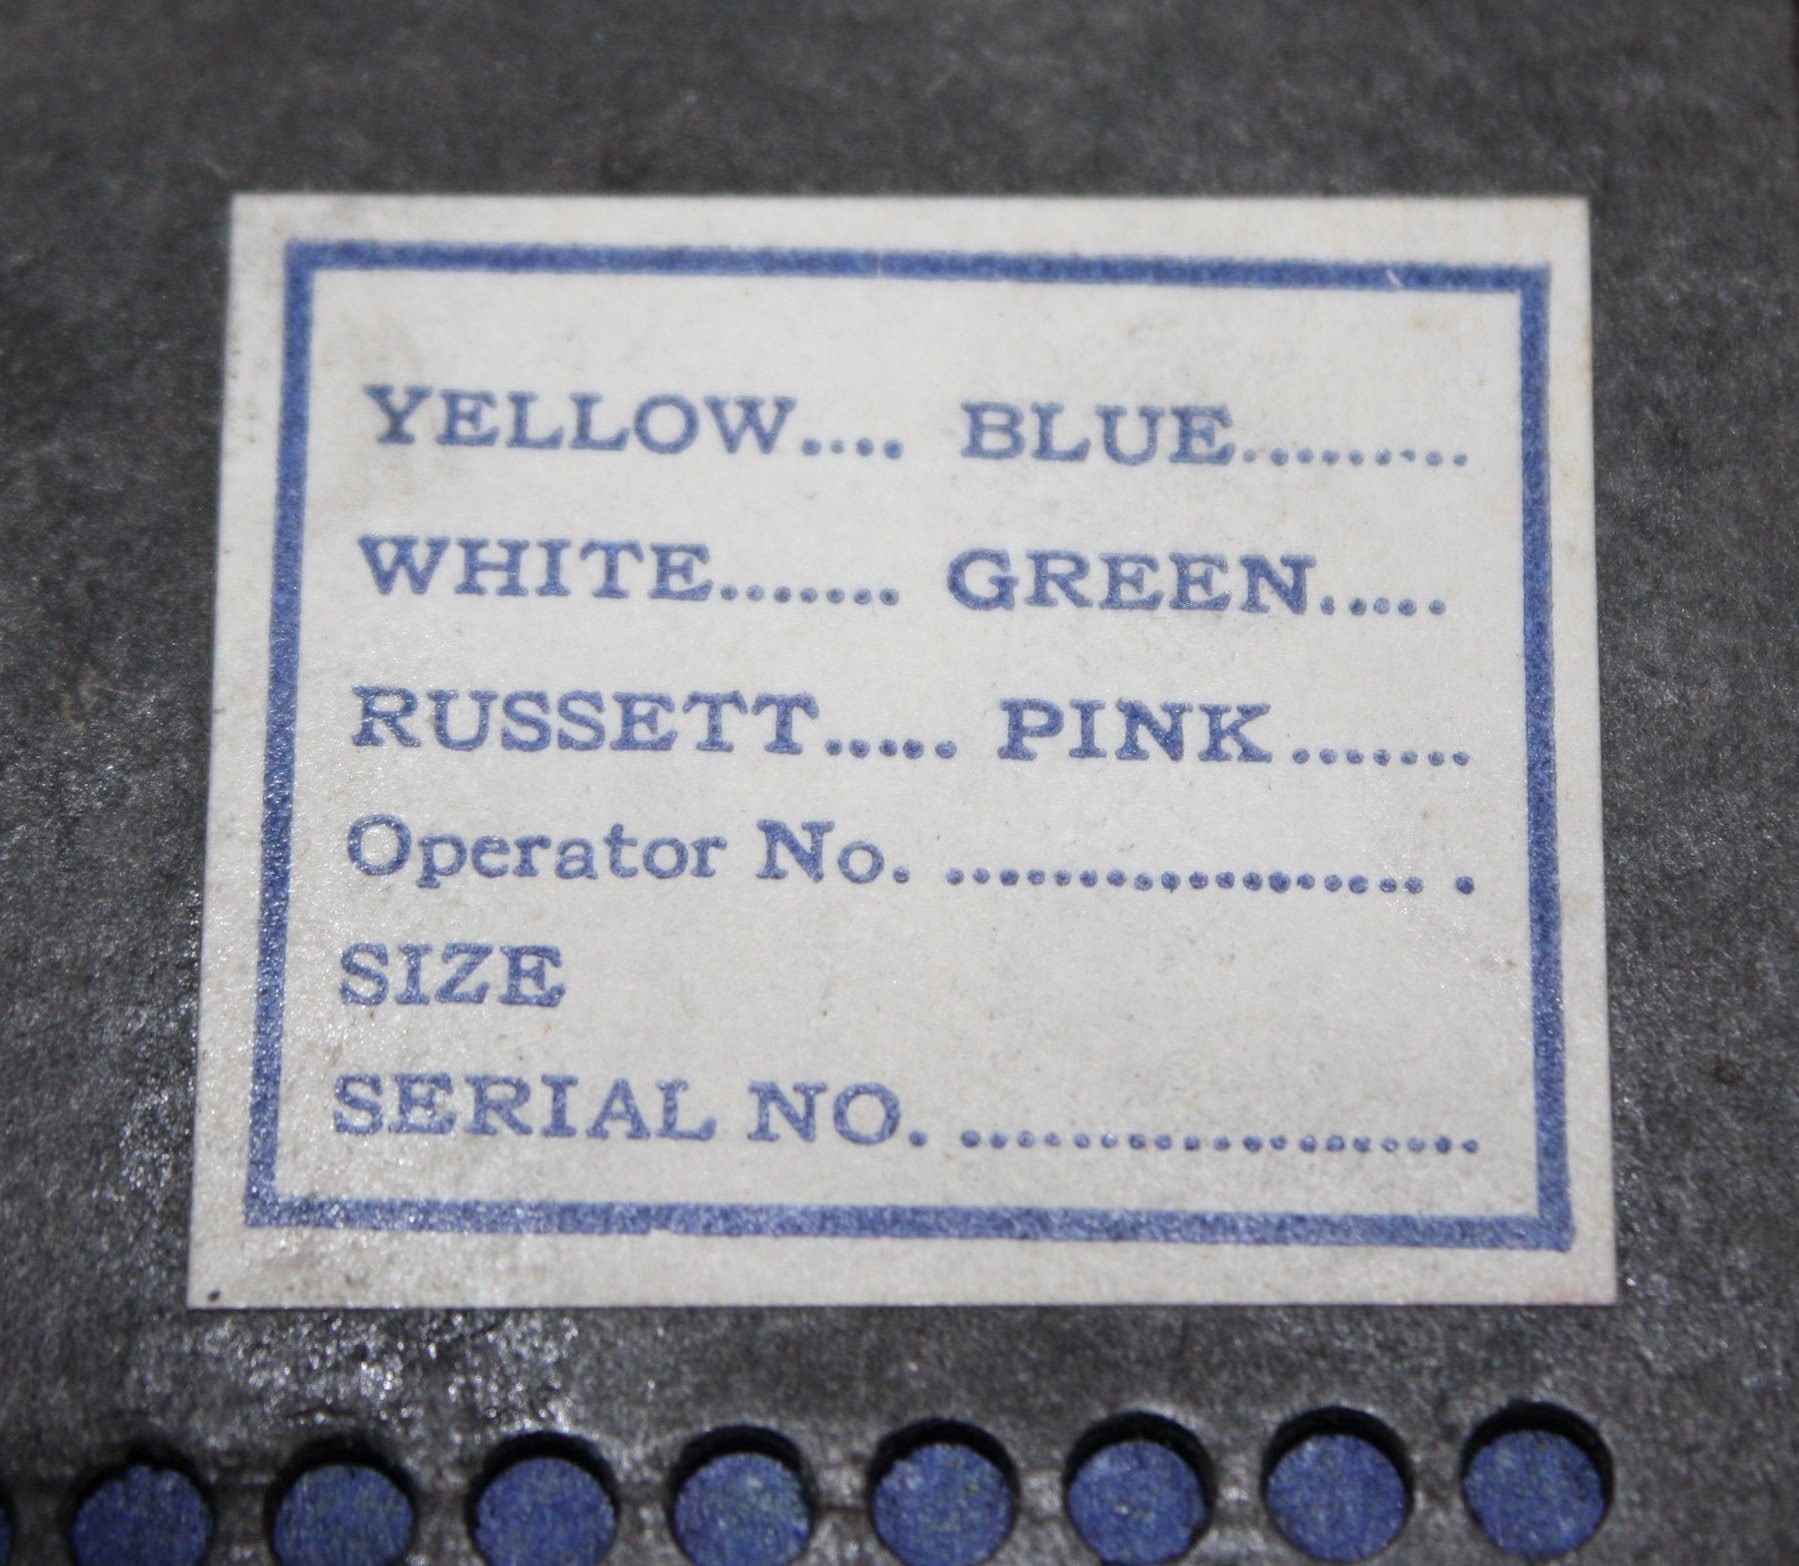 YELLOW.... BLUE.........
WHITE....... GREEN.....
RUSSETT..... PINK.......
Operator No. .................. .
SIZE
SERIAL NO. ...................